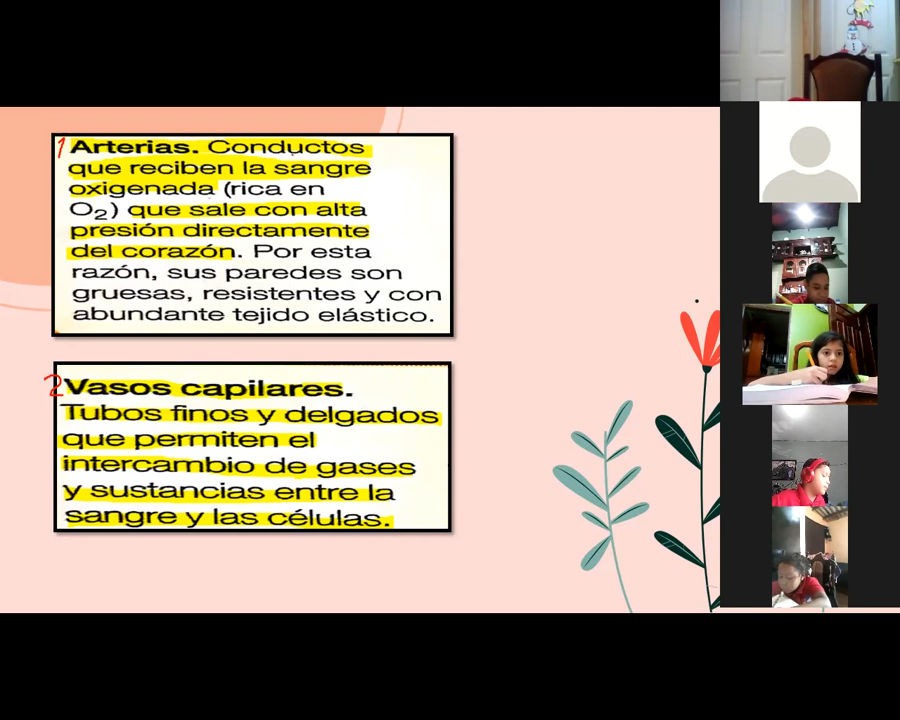 1 Arterias. Conductos
que reciben la sangre
oxigenada (rica en
O₂) que sale con alta
presión directamente
del corazón. Por esta
razón, sus paredes son
gruesas, resistentes y con
abundante tejido elástico.
2 Vasos capilares.
Tubos finos y delgados
que permiten el
intercambio de gases
y sustancias entre la
sangre y las células.